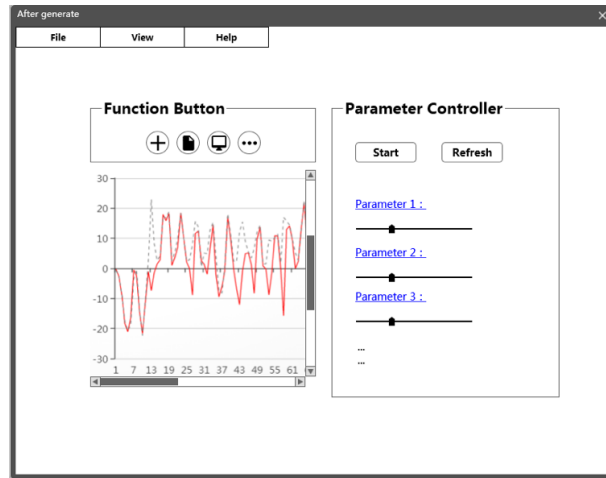 After generate
File View Help
Function Button
Parameter Controller
Start Refresh
Parameter 1 :
Parameter 2 :
Parameter 3 :
...
...
30
20
10
0
-10
-20
-30
1 7 13 19 25 31 37 43 49 55 61